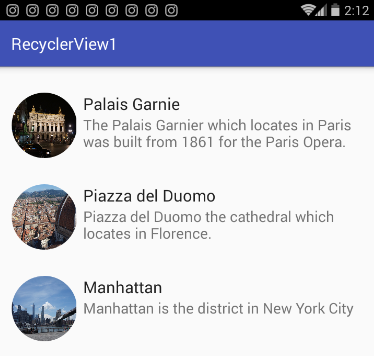 2:12
RecyclerView1
Palais Garnie
The Palais Garnier which locates in Paris
was built from 1861 for the Paris Opera.
Piazza del Duomo
Piazza del Duomo the cathedral which
locates in Florence.
Manhattan
Manhattan is the district in New York City